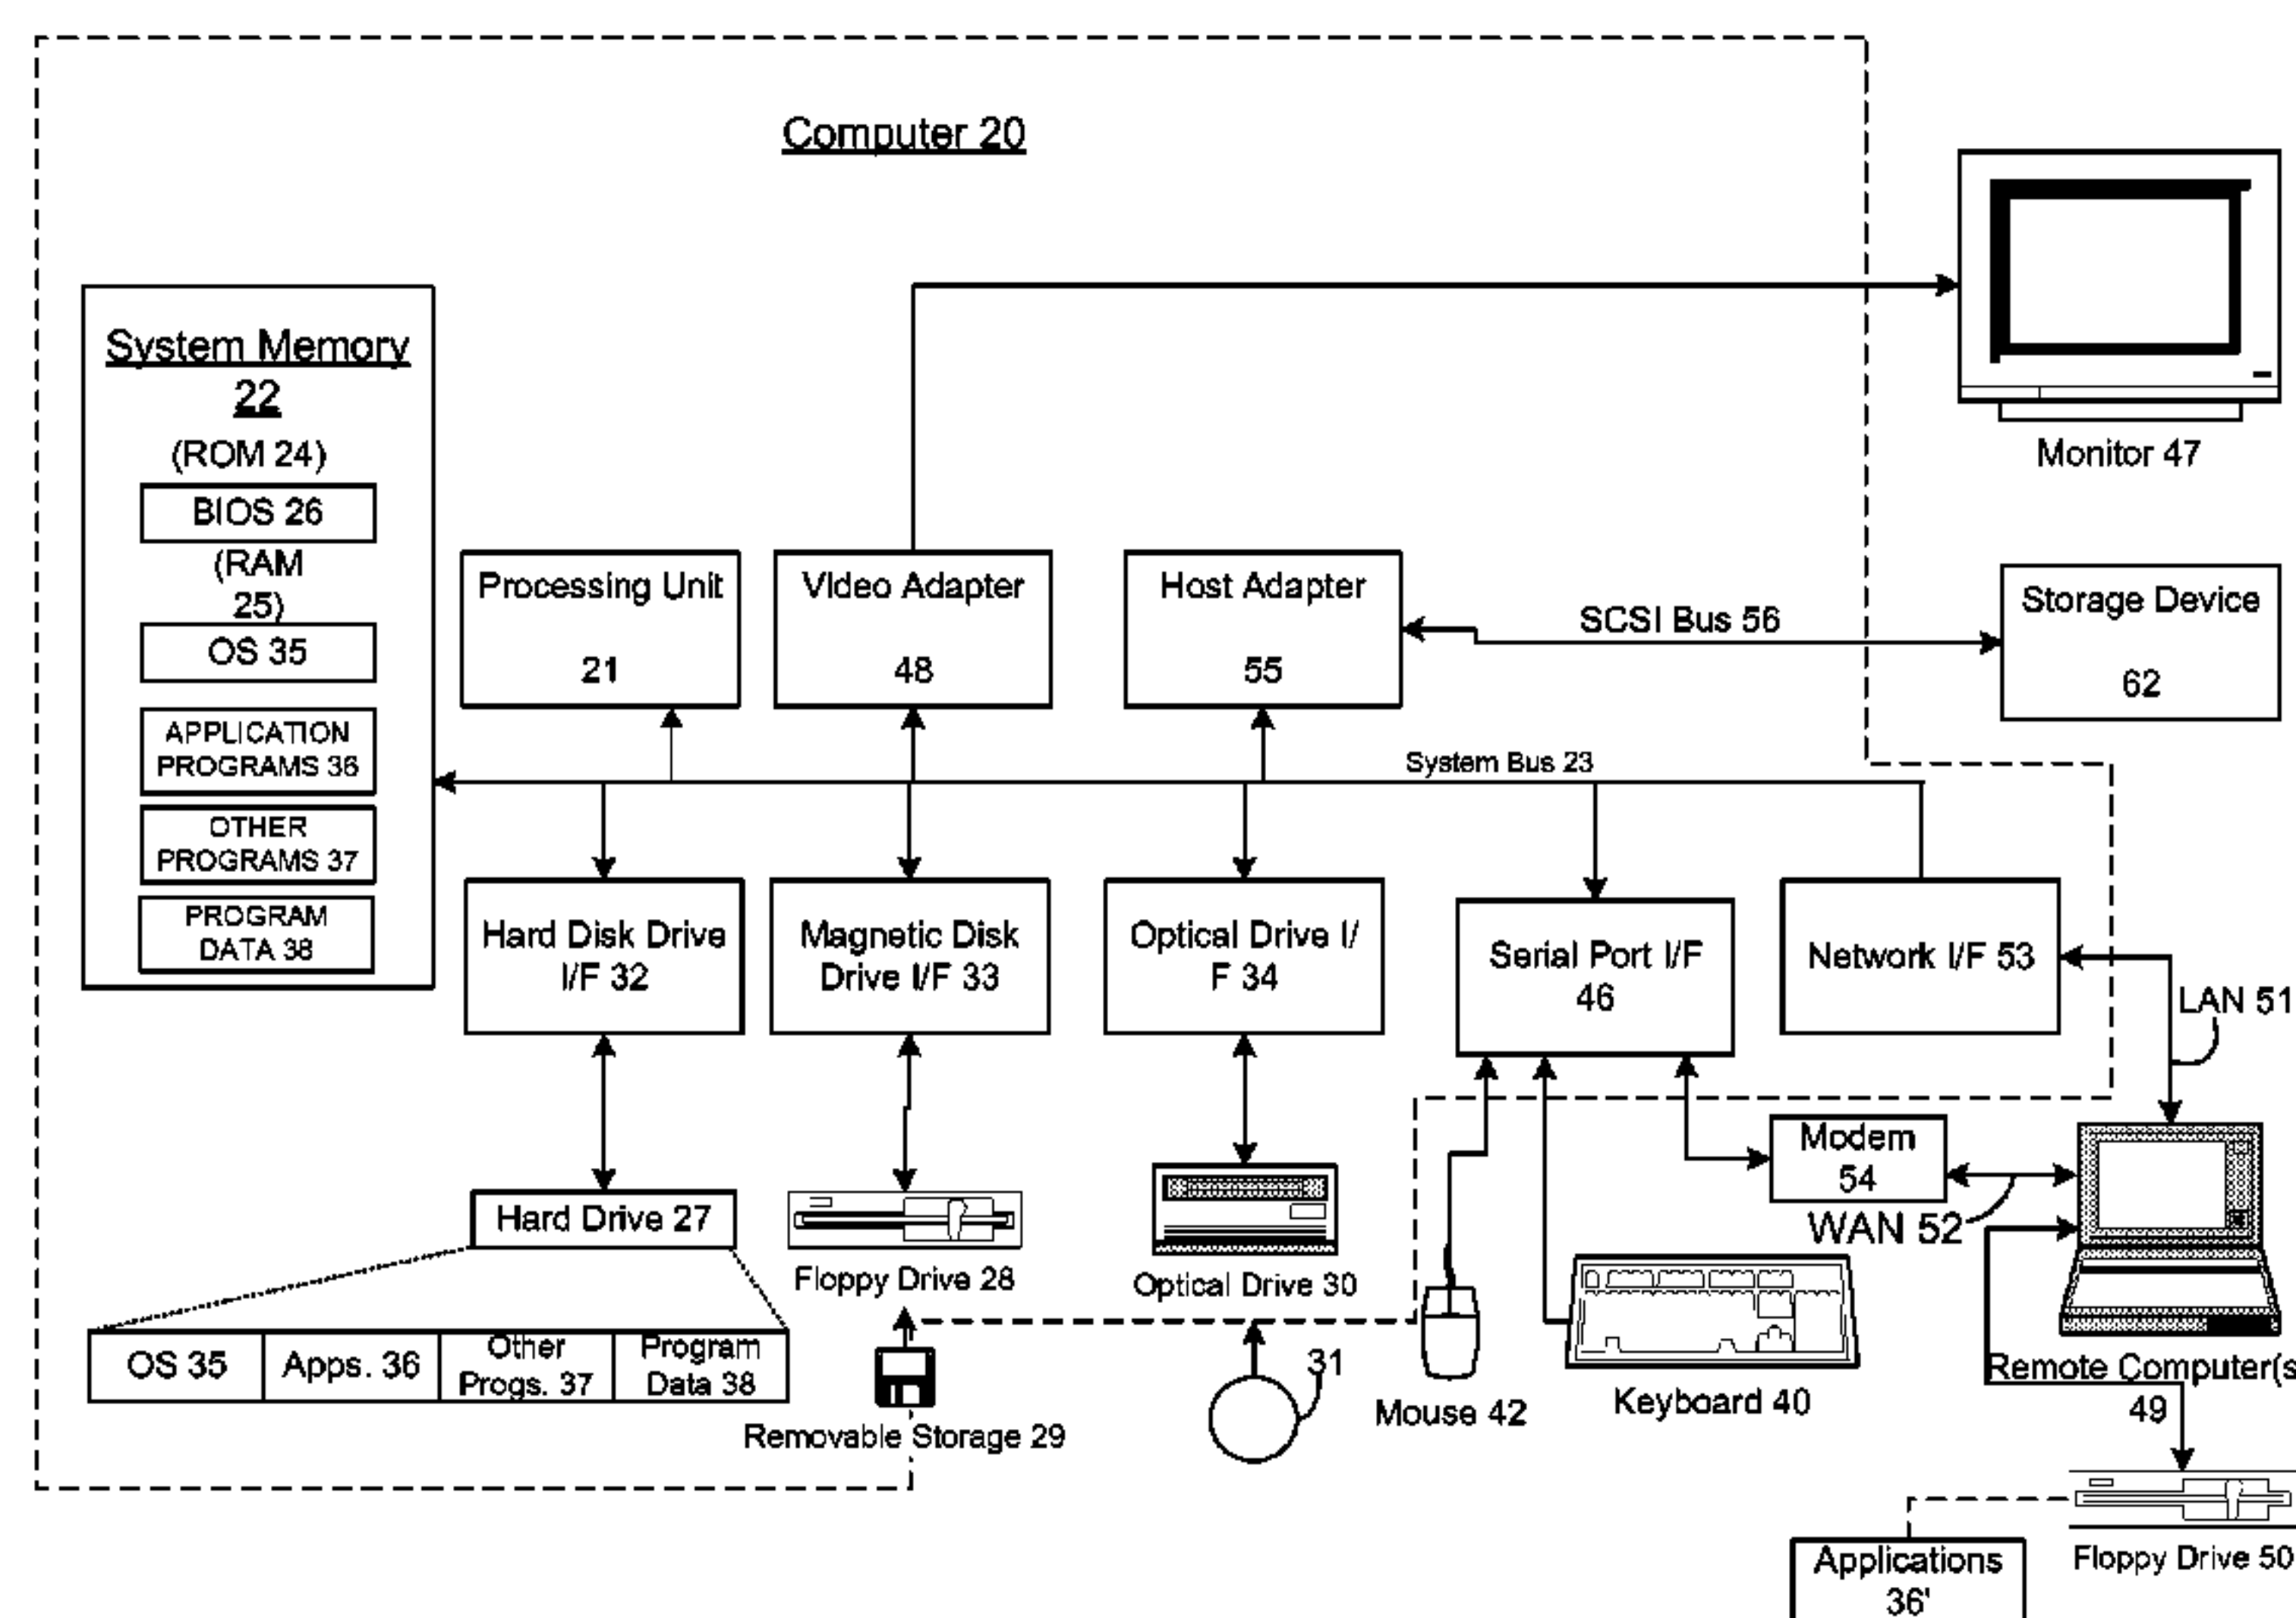 Computer 20
Monitor 47
System Memory
22
(ROM 24)
BIOS 26
(RAM
25)
OS 35
APPLICATION
PROGRAMS 36
OTHER
PROGRAMS 37
PROGRAM
DATA 38
Processing Unit
21
Video Adapter
48
Host Adapter
55
SCSI Bus 56
Storage Device
62
System Bus 23
Hard Disk Drive
I/F 32
Magnetic Disk
Drive I/F 33
Optical Drive I/
F 34
Serial Port I/F
46
Network I/F 53
LAN 51
Modem
54
WAN 52
Hard Drive 27
Floppy Drive 28
Optical Drive 30
OS 35
Apps. 36
Other
Progs. 37
Program
Data 38
Removable Storage 29
31
Mouse 42
Keyboard 40
Remote Computer(s
49
Floppy Drive 50
Applications
36'